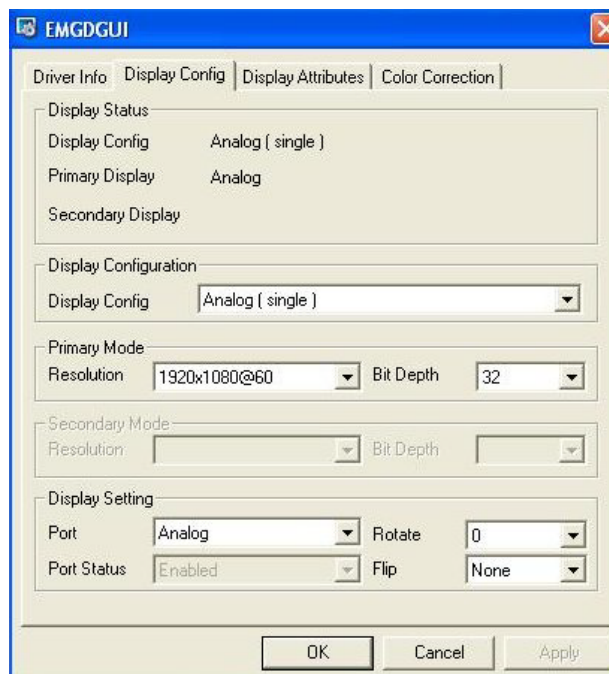 EMGDGUI
Driver Info Display Config Display Attributes Color Correction
Display Status
Display Config Analog ( single )
Primary Display Analog
Secondary Display
Display Configuration
Display Config Analog ( single )
Primary Mode
Resolution 1920x1080@60 Bit Depth 32
Secondary Mode
Resolution Bit Depth
Display Setting
Port Analog Rotate 0
Port Status Enabled Flip None
OK Cancel Apply